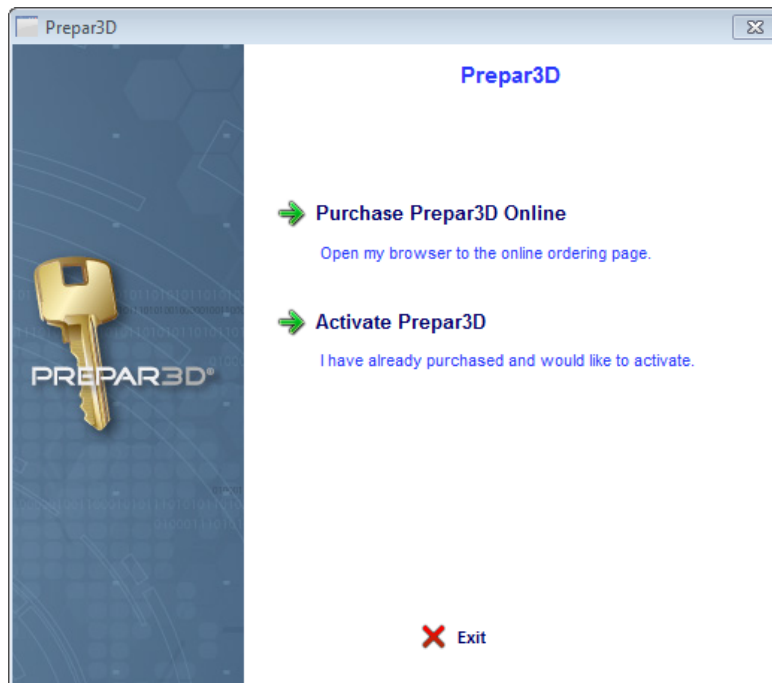 Prepar3D
Prepar3D
Purchase Prepar3D Online
Open my browser to the online ordering page.
Activate Prepar3D
I have already purchased and would like to activate.
PREPAR3D®
Exit